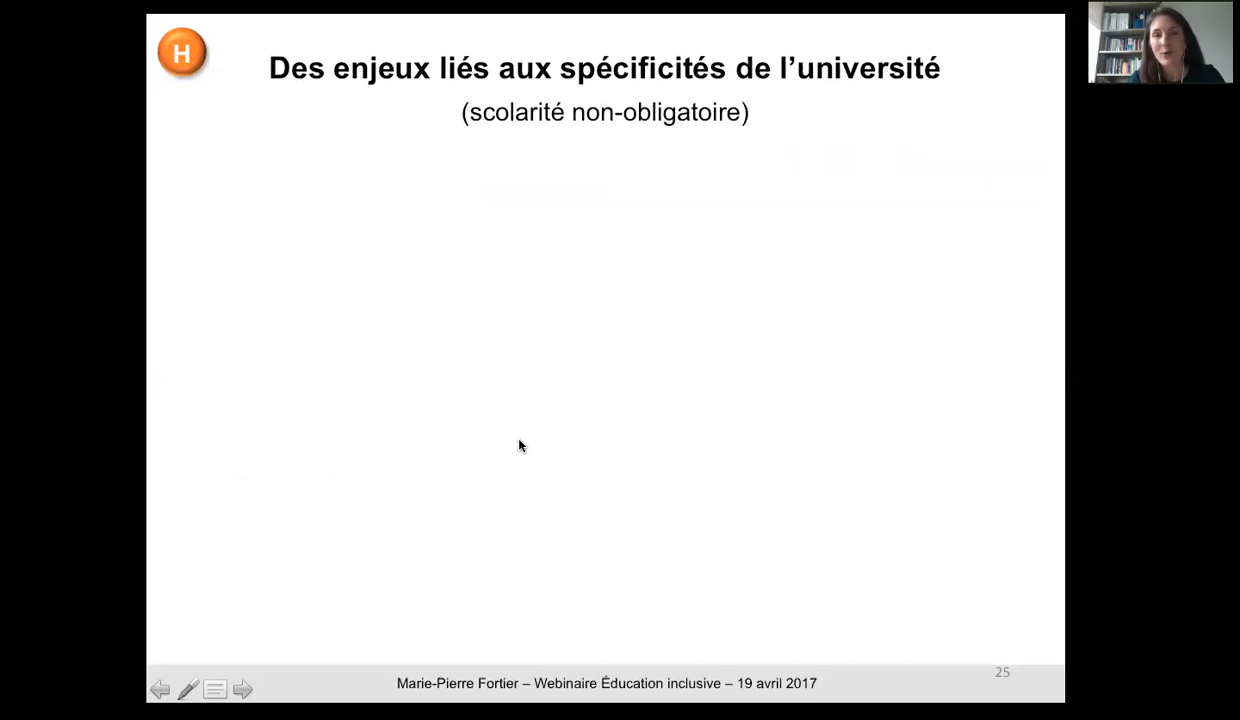 H
Des enjeux liés aux spécificités de l’université
(scolarité non-obligatoire)
25
Marie-Pierre Fortier – Webinaire Éducation inclusive – 19 avril 2017